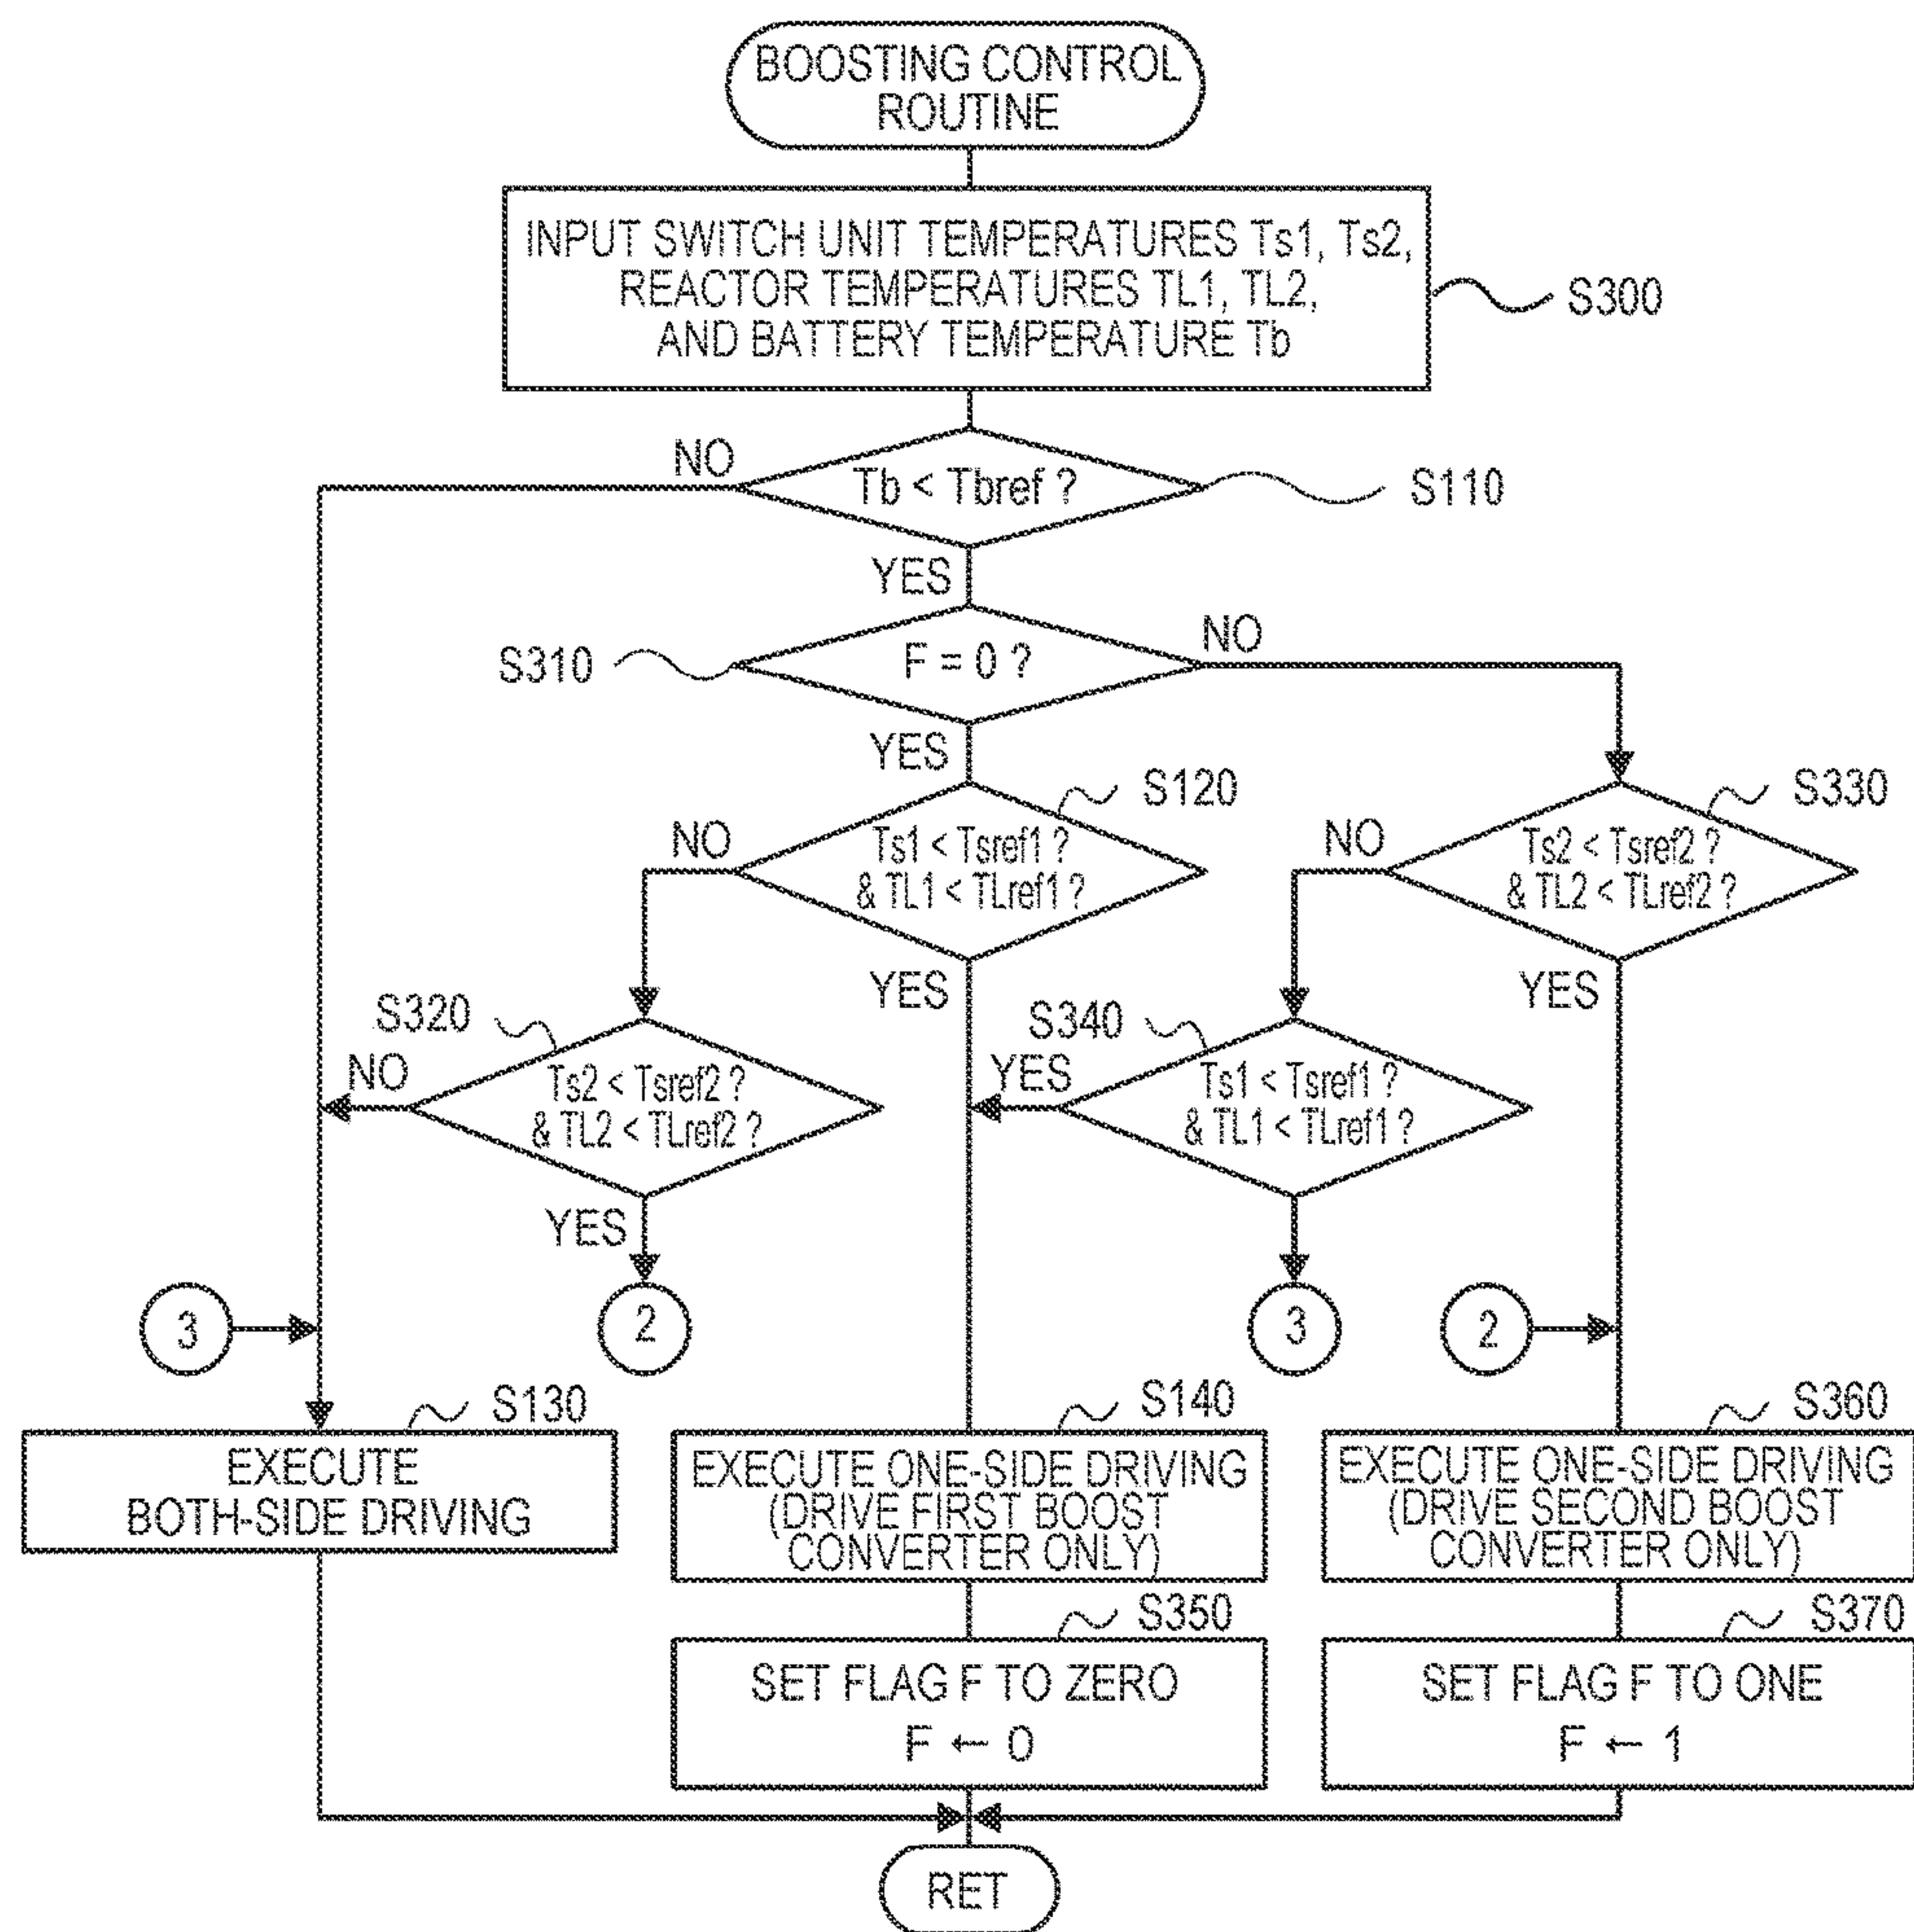 BOOSTING CONTROL
ROUTINE
INPUT SWITCH UNIT TEMPERATURES Ts1, Ts2,
REACTOR TEMPERATURES TL1, TL2,
AND BATTERY TEMPERATURE Tb
S300
NO
Tb < Tbref ?
S110
YES
S310
F = 0 ?
NO
YES
S120
S330
NO
Ts1 < Tsref1 ?
& TL1 < TLref1 ?
NO
Ts2 < Tsref2 ?
& TL2 < TLref2 ?
YES
YES
S320
S340
NO
Ts2 < Tsref2 ?
& TL2 < TLref2 ?
YES
Ts1 < Tsref1 ?
& TL1 < TLref1 ?
YES
3
2
3
2
S130
S140
S360
EXECUTE
BOTH-SIDE DRIVING
EXECUTE ONE-SIDE DRIVING
(DRIVE FIRST BOOST
CONVERTER ONLY)
EXECUTE ONE-SIDE DRIVING
(DRIVE SECOND BOOST
CONVERTER ONLY)
S350
S370
SET FLAG F TO ZERO
F ← 0
SET FLAG F TO ONE
F ← 1
RET